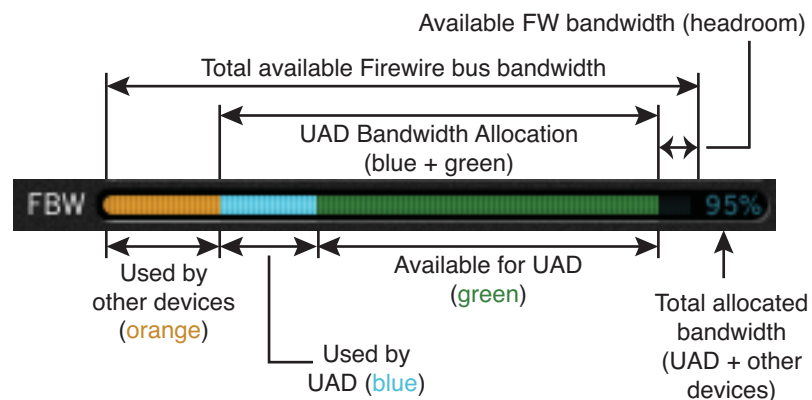 Available FW bandwidth (headroom)
Total available Firewire bus bandwidth
UAD Bandwidth Allocation
(blue + green)
FBW
95%
Used by
other devices
(orange)
Available for UAD
(green)
Total allocated
bandwidth
(UAD + other
devices)
Used by
UAD (blue)